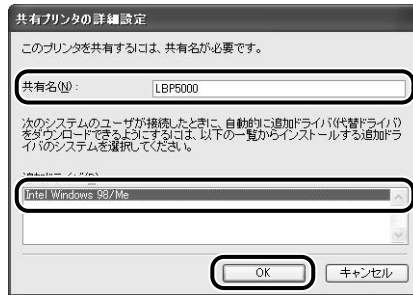 共有プリンタの詳細設定
このプリンタを共有するには、共有名が必要です。
共有名(N):
LBP5000
次のシステムのユーザが接続したときに、自動的に追加ドライバ(代替ドライバ)
をダウンロードできるようにするには、以下の一覧からインストールする追加ドラ
イバのシステムを選択してください。
Intel Windows 98/Me
OK
キャンセル